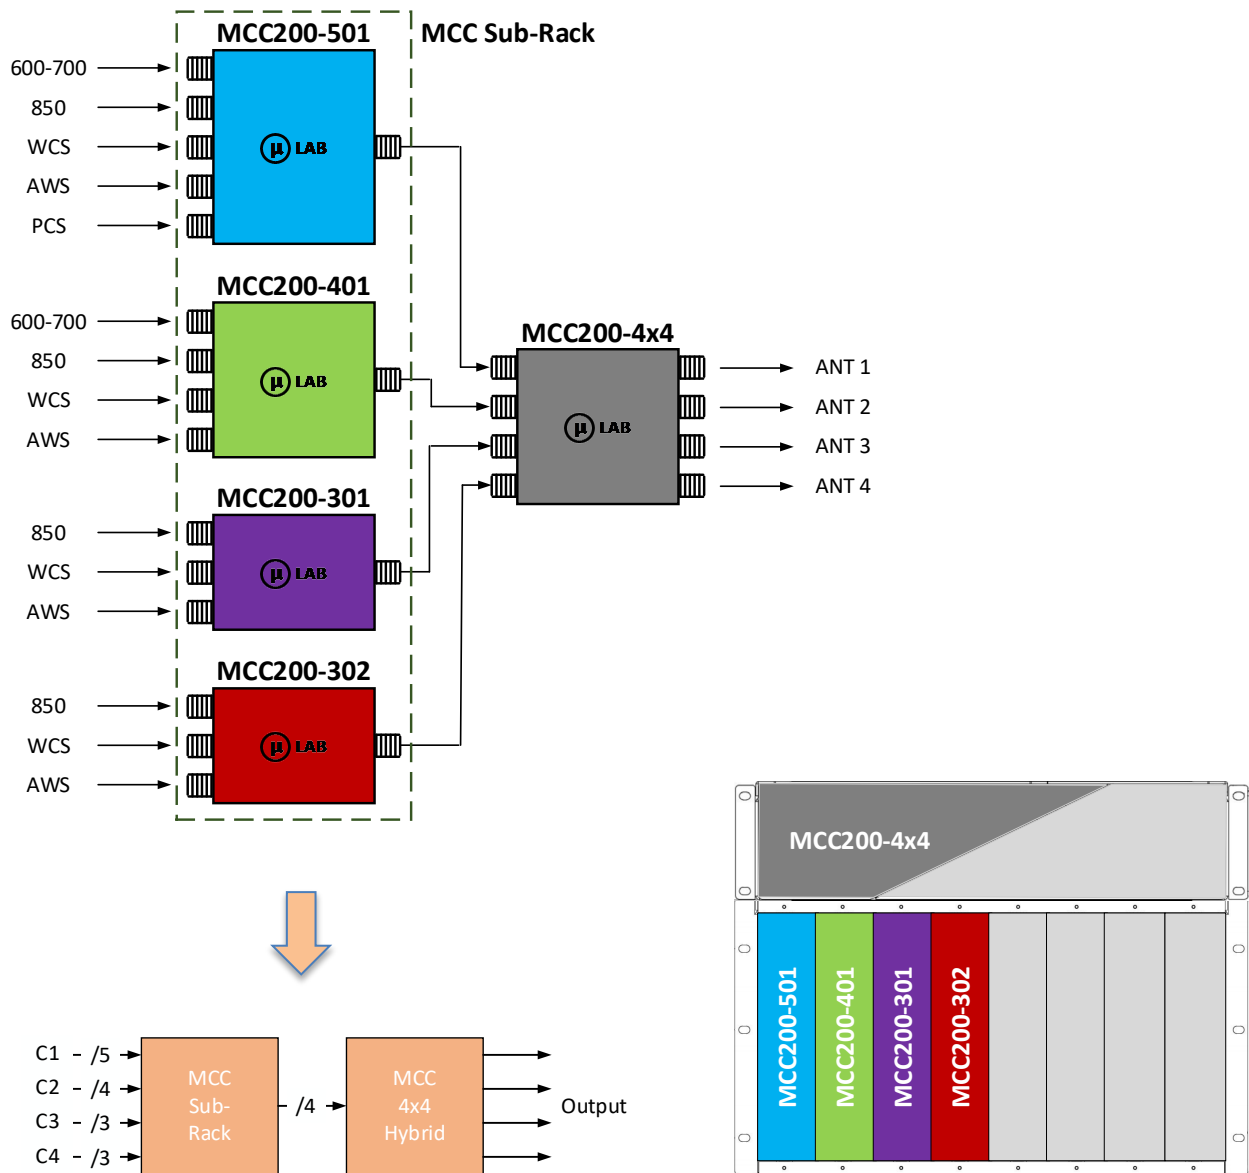 MCC200-501
MCC Sub-Rack
600-700
850
WCS
AWS
PCS
µ LAB
MCC200-401
600-700
850
WCS
AWS
µ LAB
MCC200-301
850
WCS
AWS
µ LAB
MCC200-302
850
WCS
AWS
µ LAB
MCC200-4x4
µ LAB
ANT 1
ANT 2
ANT 3
ANT 4
C1 - /5
C2 - /4
C3 - /3
C4 - /3
MCC
Sub-
Rack
/4
MCC
4x4
Hybrid
Output
MCC200-4x4
MCC200-501
MCC200-401
MCC200-301
MCC200-302